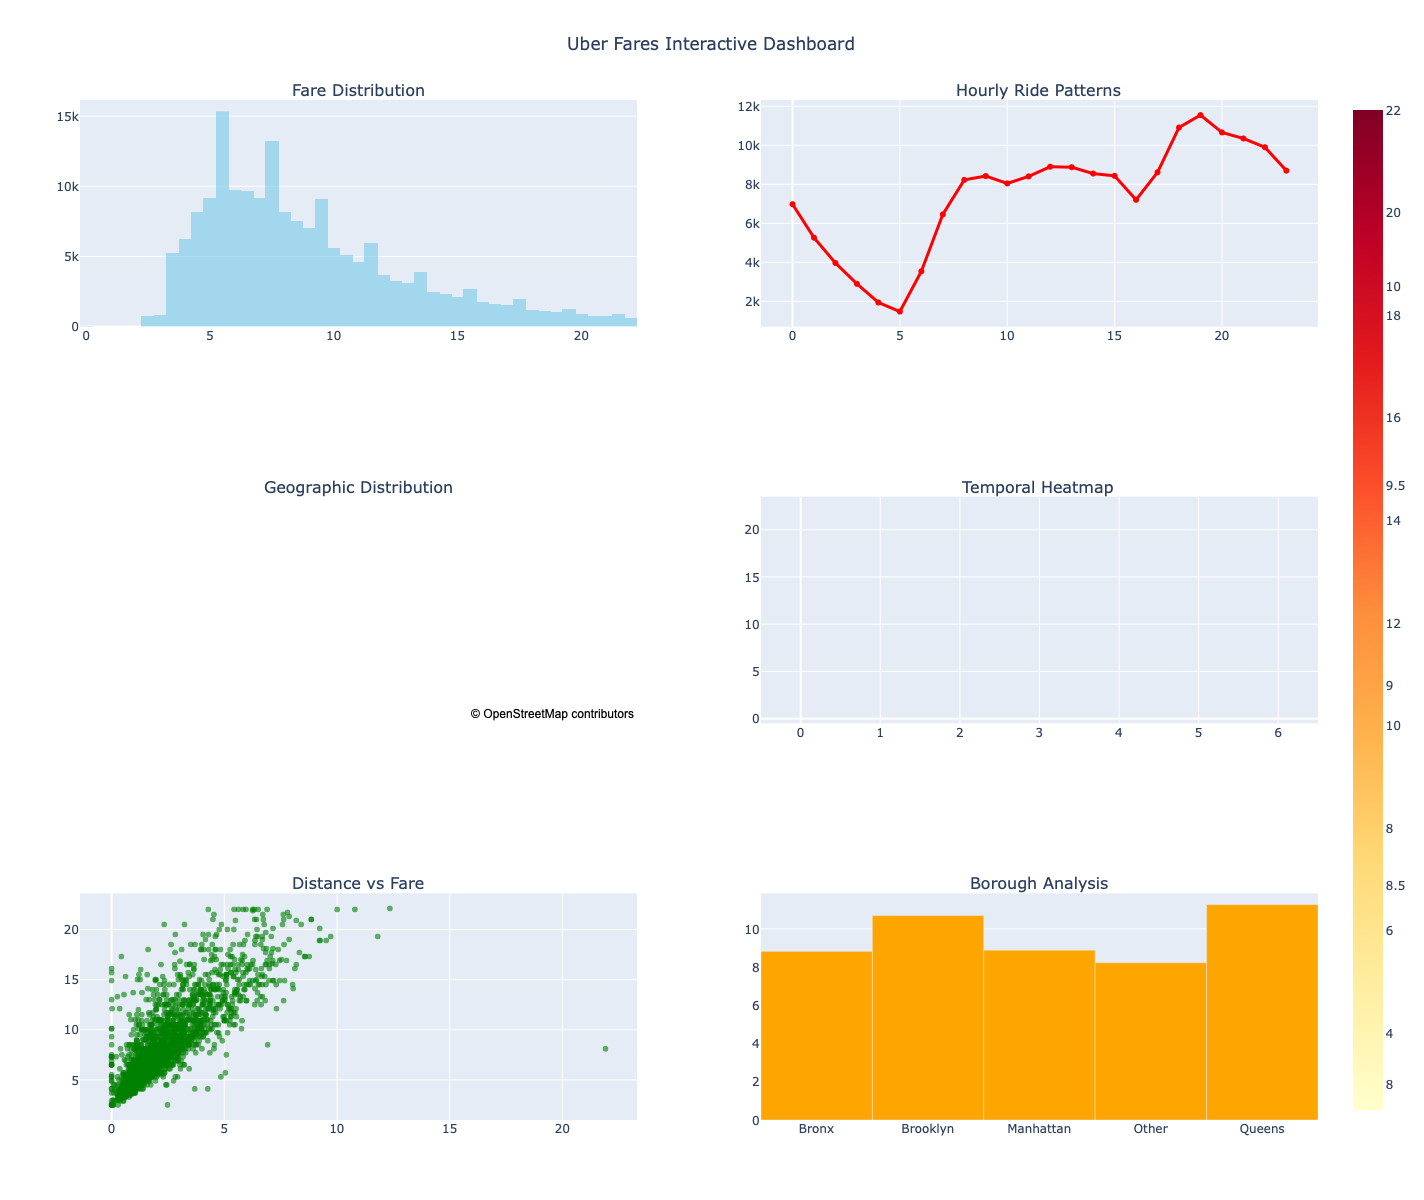 Uber Fares Interactive Dashboard
Fare Distribution
15k
10k
5k
0
0 5 10 15 20
Hourly Ride Patterns
12k
10k
8k
6k
4k
2k
0 5 10 15 20
Geographic Distribution
© OpenStreetMap contributors
Temporal Heatmap
20
15
10
5
0
0 1 2 3 4 5 6
Distance vs Fare
20
15
10
5
0 5 10 15 20
Borough Analysis
10
8
6
4
2
0
Bronx Brooklyn Manhattan Other Queens
22
20
10
18
16
9.5
14
12
9
10
8
8.5
6
4
8